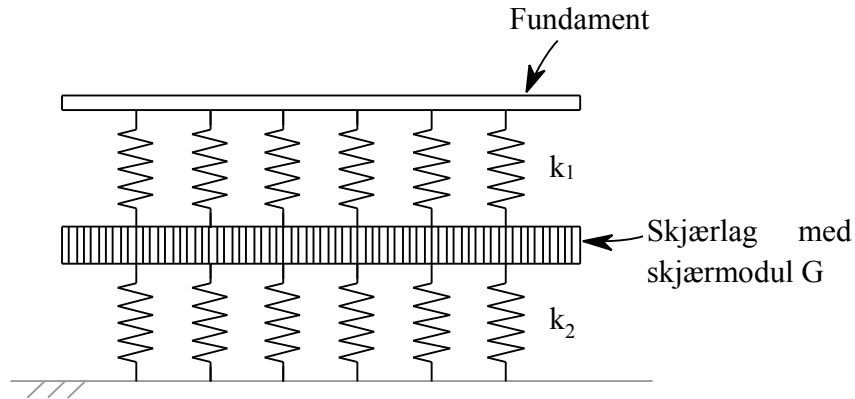 Fundament
k₁
Skjærlag med
skjærmodul G
k₂